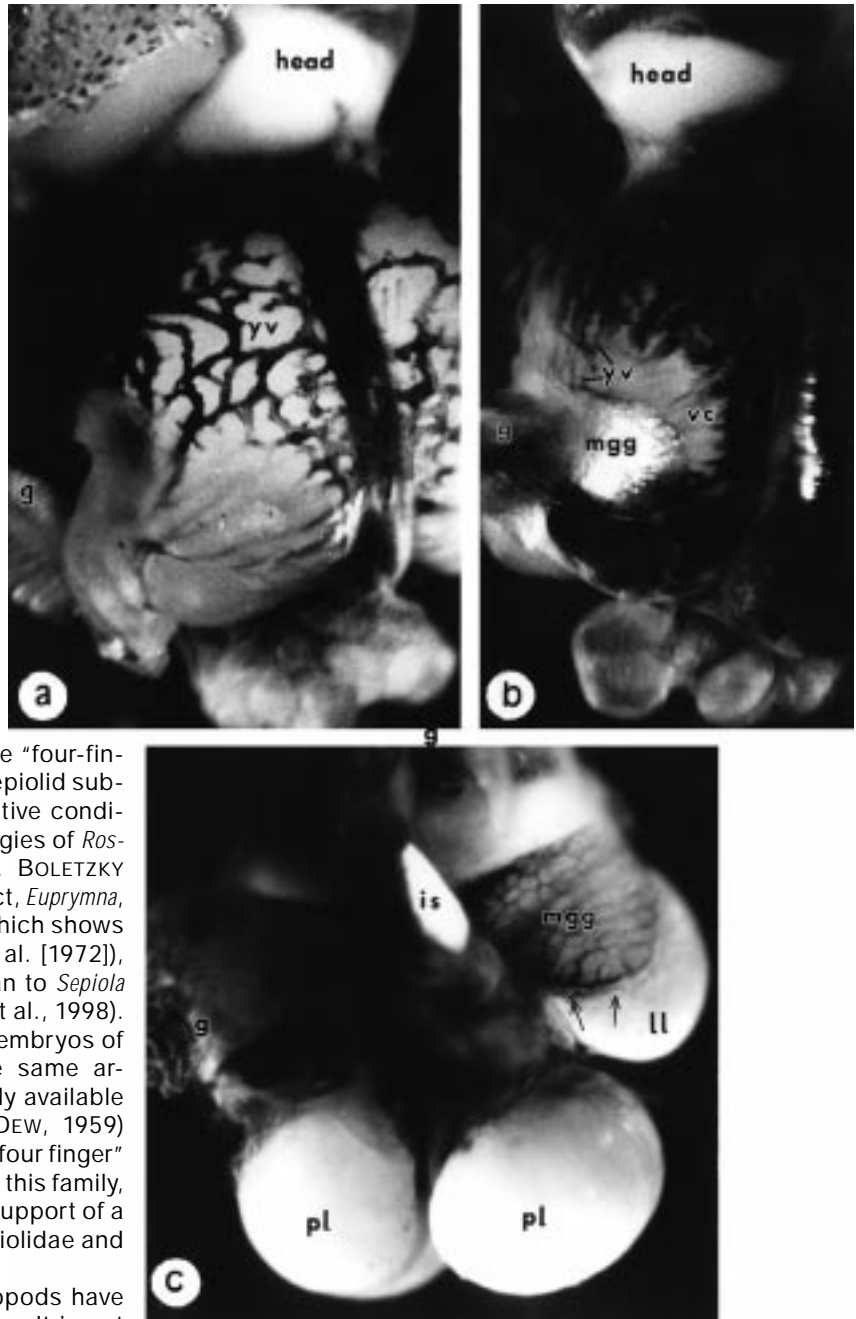 head
yv
g
a
head
yv
vc
mgg
g
b
g
e “four-fin-
epiolid sub-
tive condi-
gies of Ros-
. BOLETZKY
ct, Euprymna,
hich shows
al. [1972]),
an to Sepiola
t al., 1998).
embryos of
e same ar-
ly available
DEW, 1959)
four finger”
this family,
upport of a
iolidae and
opods have
is
mgg
ll
g
pl
pl
c